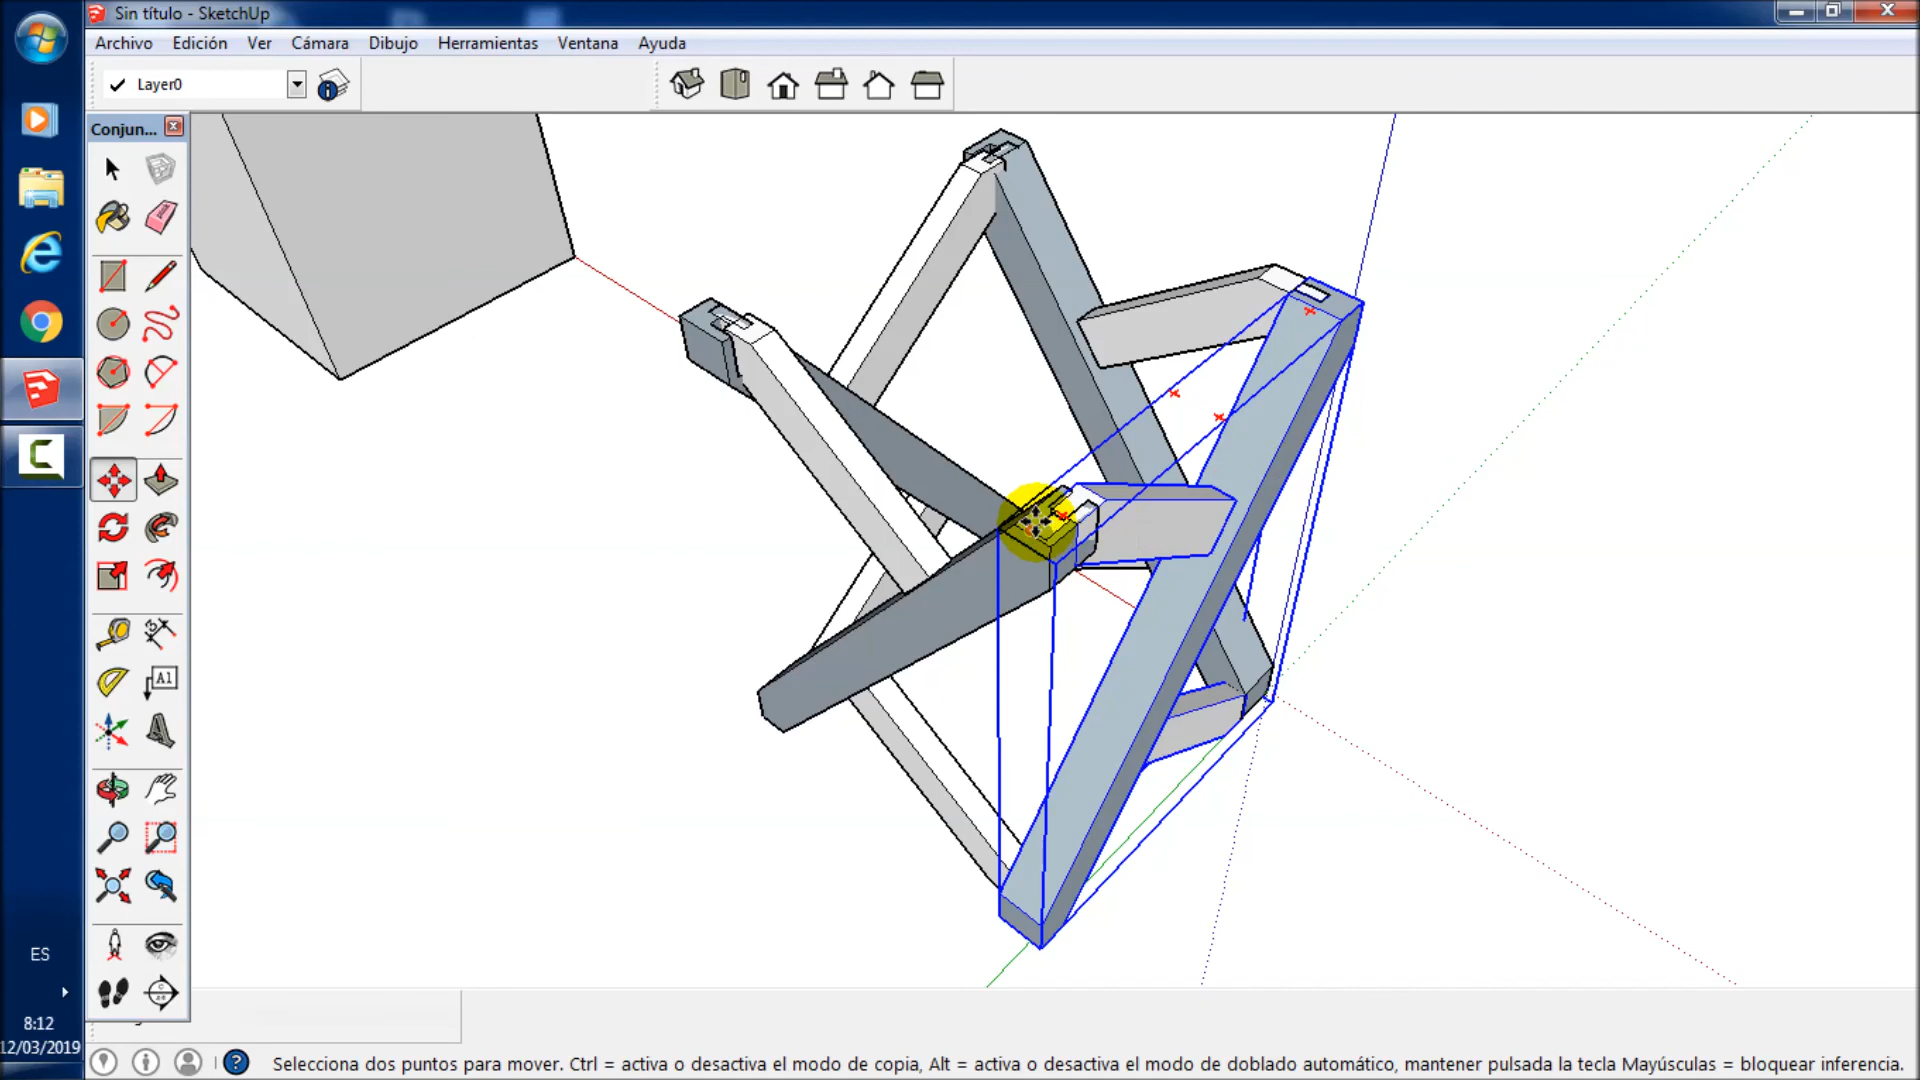 Sin título - SketchUp
Archivo Edición Ver Cámara Dibujo Herramientas Ventana Ayuda
Layer0
Conjun...
A1
ES
8:12
12/03/2019
Selecciona dos puntos para mover. Ctrl = activa o desactiva el modo de copia, Alt = activa o desactiva el modo de doblado automático, mantener pulsada la tecla Mayúsculas = bloquear inferencia.